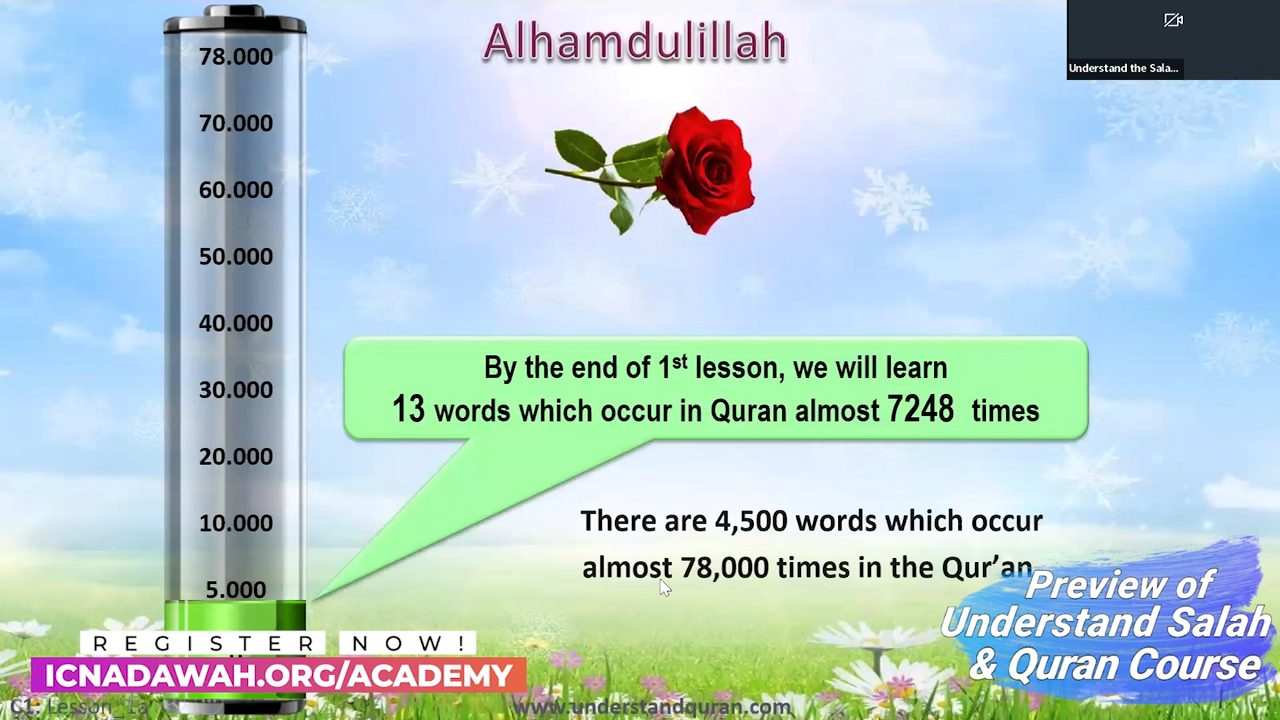 Alhamdulillah
Understand the Sala...
78.000
70.000
60.000
50.000
40.000
30.000
20.000
10.000
5.000
By the end of 1st lesson, we will learn
13 words which occur in Quran almost 7248 times
There are 4,500 words which occur
almost 78,000 times in the Qur'an
Preview of
Understand Salah
& Quran Course
REGISTER NOW!
ICNADAWAH.ORG/ACADEMY
C1: Lesson_1a
www.understandquran.com